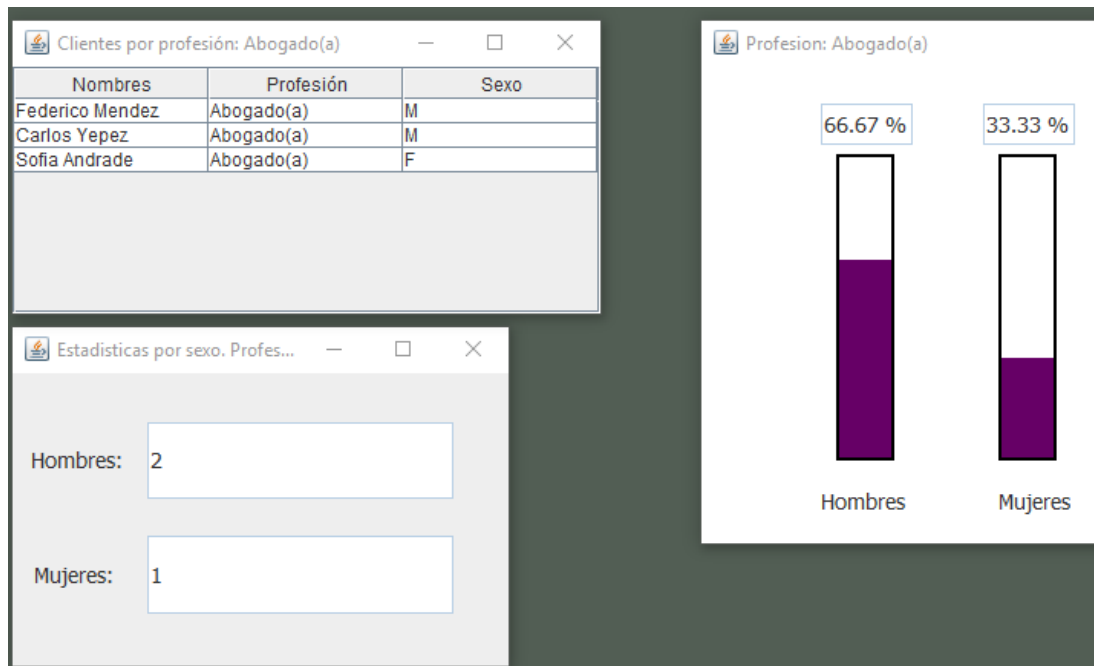 Clientes por profesión: Abogado(a)
Nombres Profesión Sexo
Federico Mendez Abogado(a) M
Carlos Yepez Abogado(a) M
Sofia Andrade Abogado(a) F
Estadisticas por sexo. Profes...
Hombres: 2
Mujeres: 1
Profesion: Abogado(a)
66.67 % 33.33 %
Hombres Mujeres